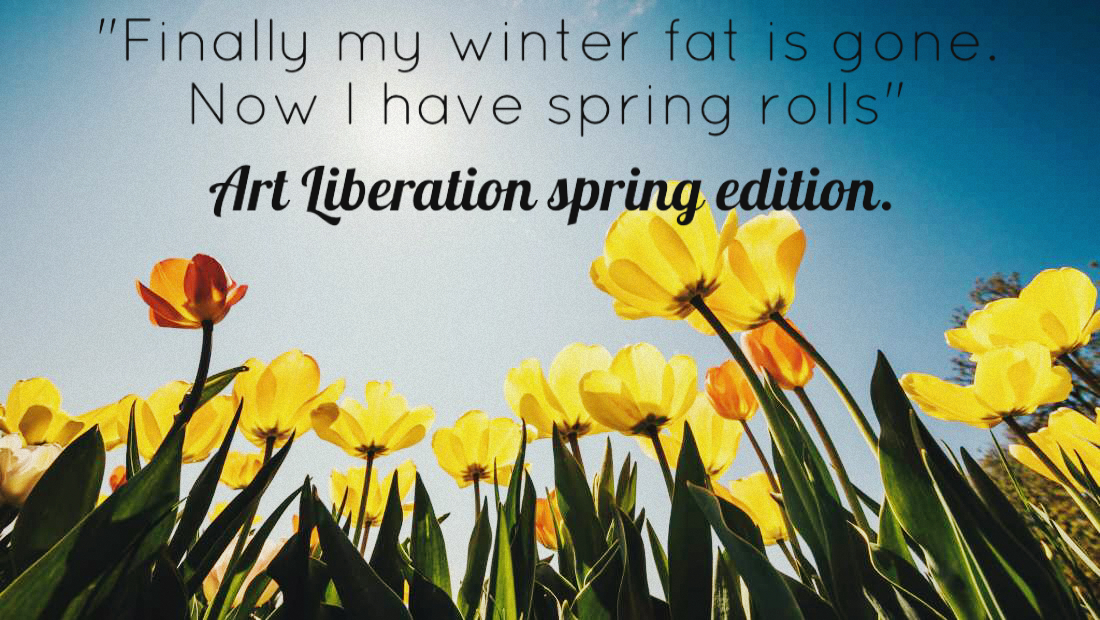 "Finally my winter fat is gone.
Now I have spring rolls"
Art Liberation spring edition.